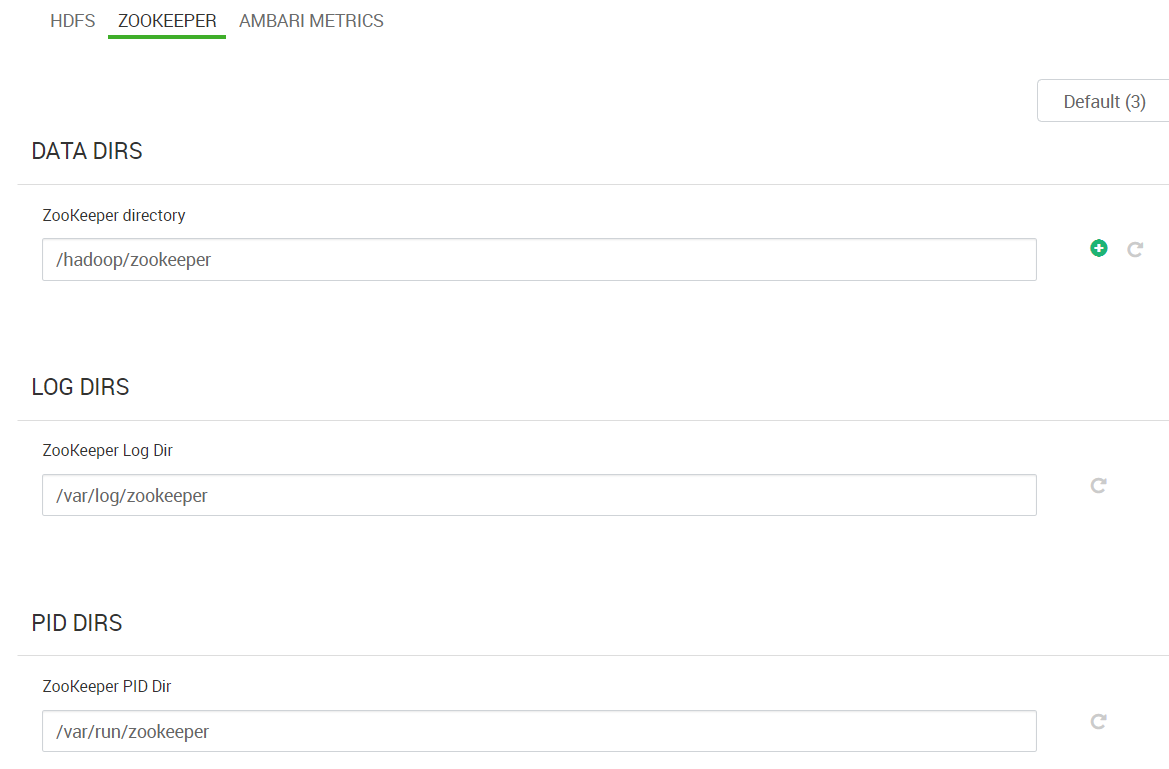 HDFS ZOOKEEPER AMBARI METRICS
Default (3)
DATA DIRS
ZooKeeper directory
/hadoop/zookeeper
LOG DIRS
ZooKeeper Log Dir
/var/log/zookeeper
PID DIRS
ZooKeeper PID Dir
/var/run/zookeeper